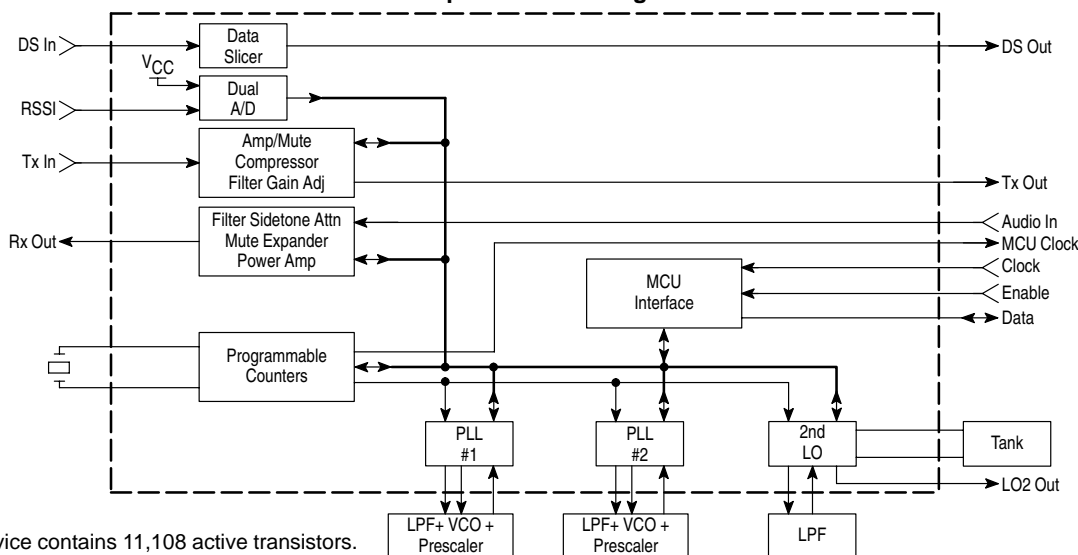 DS In
Data
Slicer
DS Out
VCC
Dual
A/D
RSSI
Tx In
Amp/Mute
Compressor
Filter Gain Adj
Tx Out
Filter Sidetone Attn
Mute Expander
Power Amp
Rx Out
Audio In
MCU Clock
Clock
Enable
Data
MCU
Interface
Programmable
Counters
PLL
#1
PLL
#2
2nd
LO
Tank
LO2 Out
LPF+ VCO +
Prescaler
LPF+ VCO +
Prescaler
LPF
contains 11,108 active transistors.